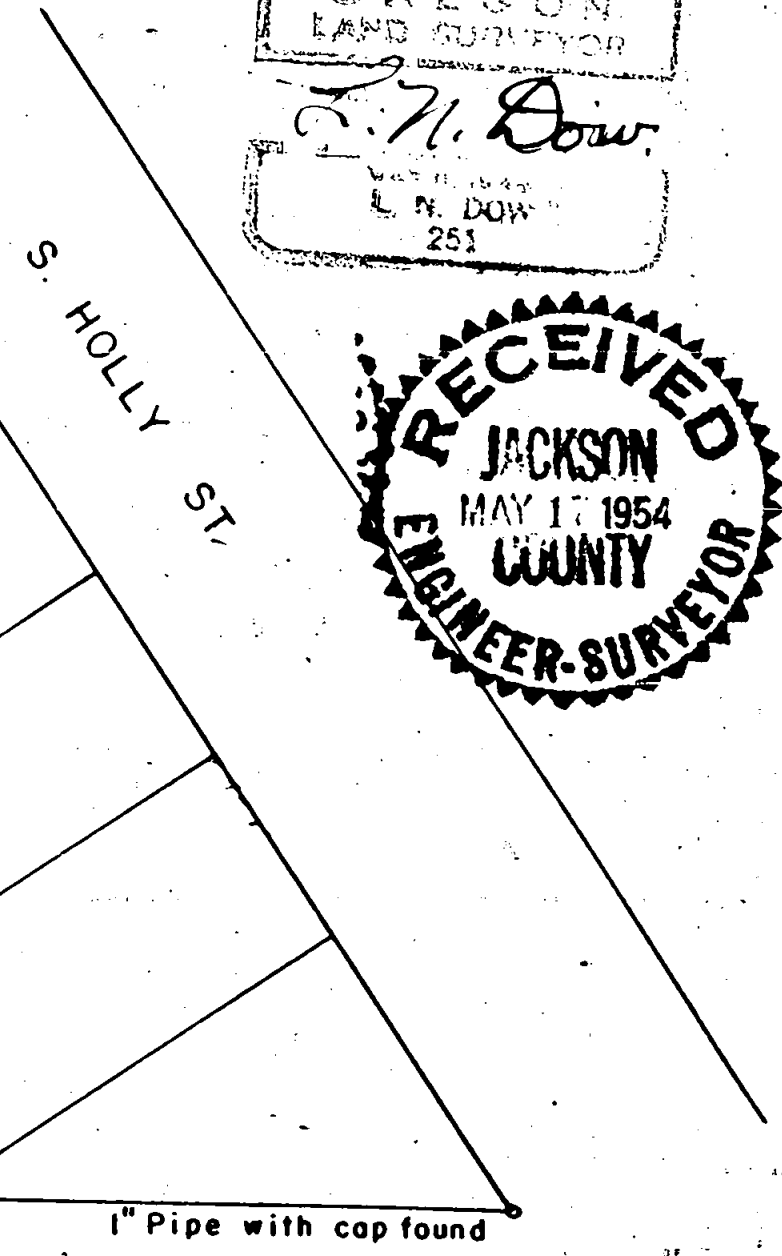 OREGON
LAND SURVEYOR
L. N. Dow.
L. N. DOW
251
S. HOLLY ST.
RECEIVED
JACKSON
MAY 17 1954
COUNTY
ENGINEER-SURVEYOR
1" Pipe with cap found